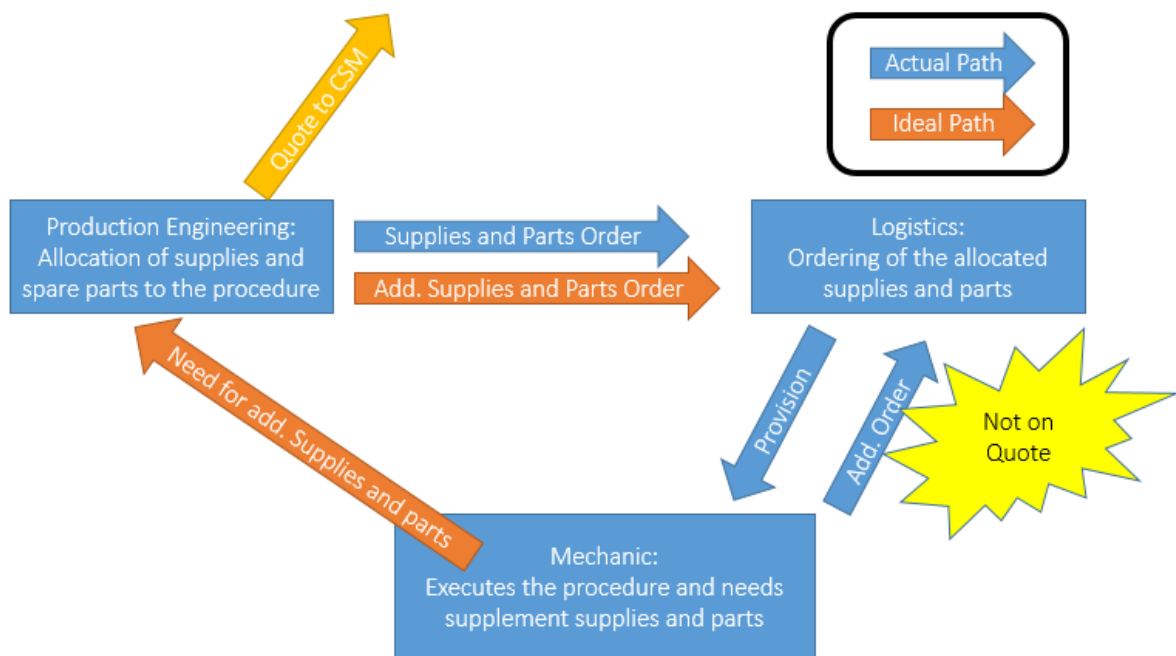 Quote to CSM
Actual Path
Ideal Path
Production Engineering:
Allocation of supplies and
spare parts to the procedure
Supplies and Parts Order
Add. Supplies and Parts Order
Logistics:
Ordering of the allocated
supplies and parts
Need for add. Supplies and parts
Provision
Add. Order
Not on
Quote
Mechanic:
Executes the procedure and needs
supplement supplies and parts